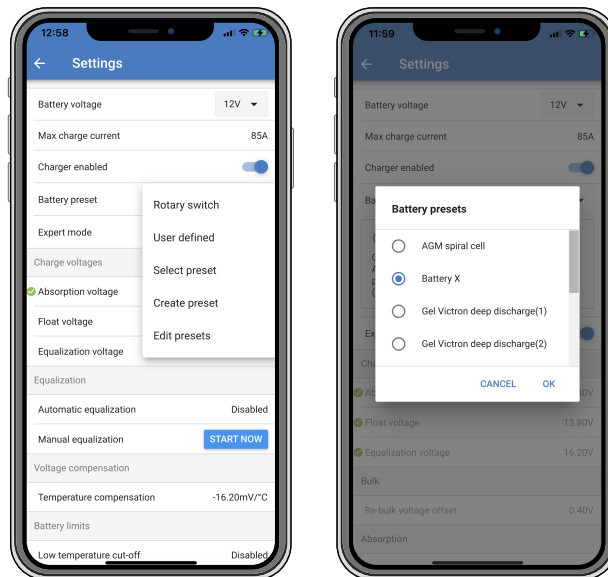 12:58
Settings
Battery voltage 12V
Max charge current 85A
Charger enabled
Battery preset
Expert mode
Rotary switch
User defined
Select preset
Create preset
Edit presets
Charge voltages
Absorption voltage
Float voltage
Equalization voltage
Equalization
Automatic equalization Disabled
Manual equalization START NOW
Voltage compensation
Temperature compensation -16.20mV/°C
Battery limits
Low temperature cut-off Disabled
11:59
Settings
Battery voltage 12V
Max charge current 85A
Charger enabled
Ba
Battery presets
AGM spiral cell
Battery X
Gel Victron deep discharge(1)
Gel Victron deep discharge(2)
CANCEL OK
Ex
Cha
Ab
Float voltage 13.80V
Equalization voltage 16.20V
Bulk
Re-bulk voltage offset 0.40V
Absorption